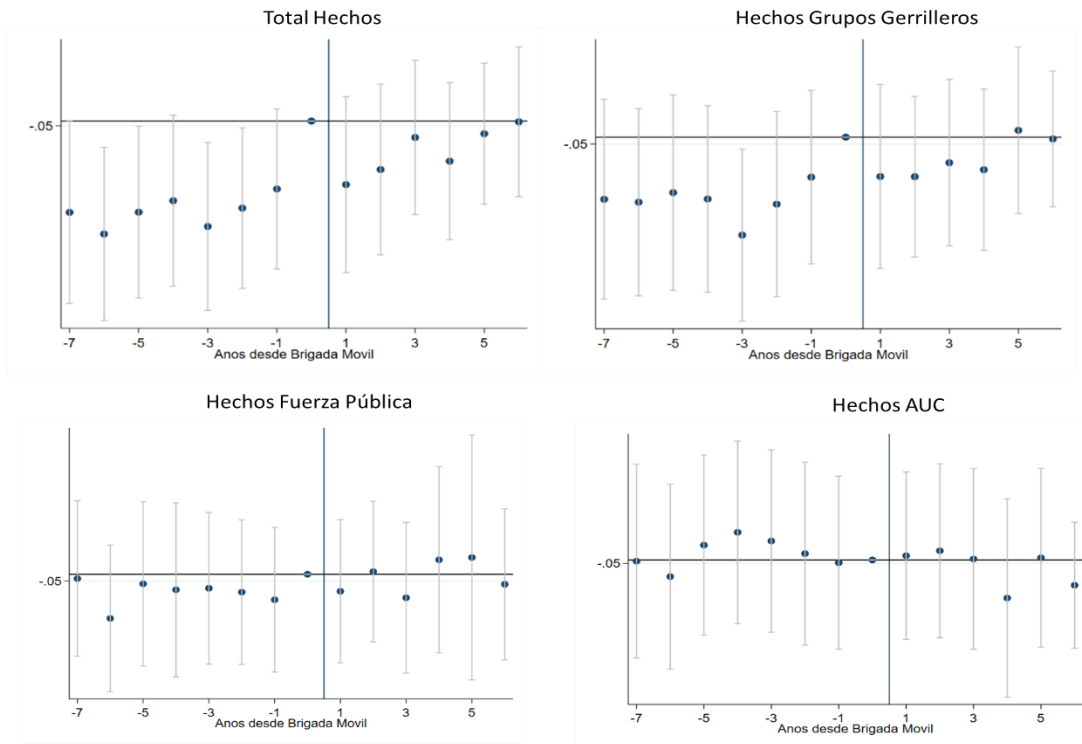 Total Hechos
-.05
-7 -5 -3 -1 1 3 5
Anos desde Brigada Movil
Hechos Grupos Gerrilleros
-.05
-7 -5 -3 -1 1 3 5
Anos desde Brigada Movil
Hechos Fuerza Pública
-.05
-7 -5 -3 -1 1 3 5
Anos desde Brigada Movil
Hechos AUC
-.05
-7 -5 -3 -1 1 3 5
Anos desde Brigada Movil